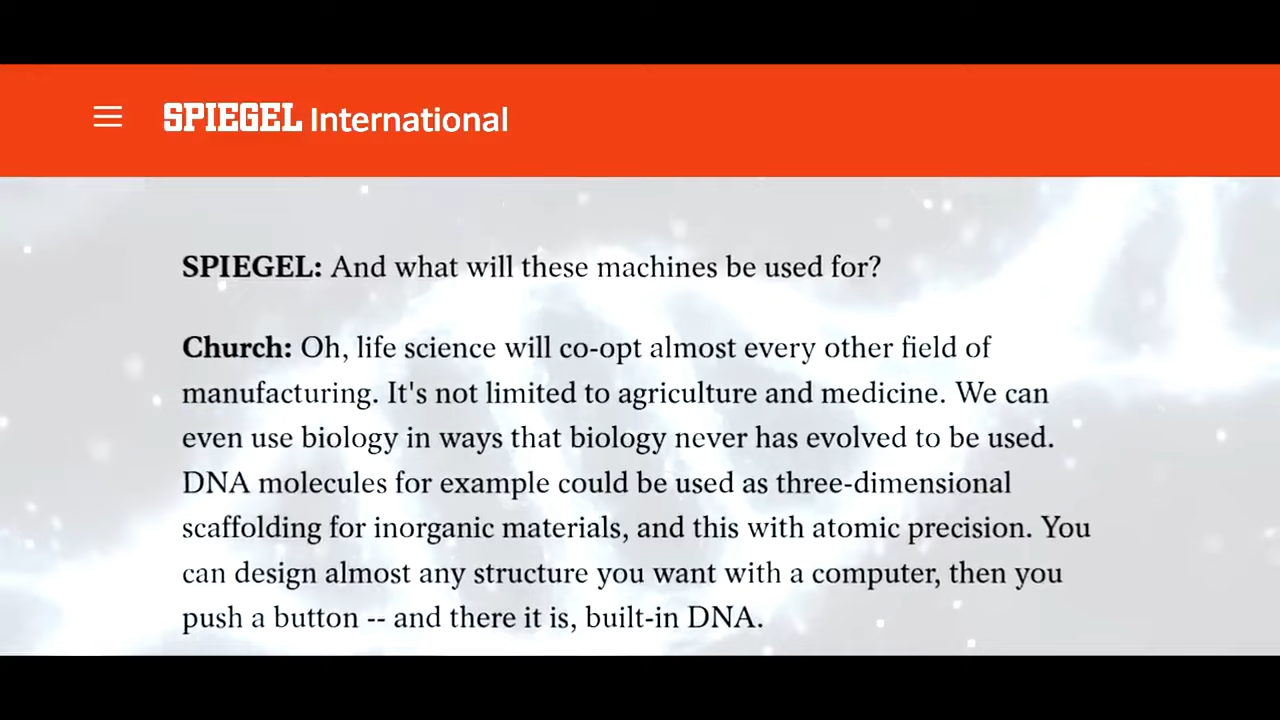 SPIEGEL International
SPIEGEL: And what will these machines be used for?
Church: Oh, life science will co-opt almost every other field of
manufacturing. It's not limited to agriculture and medicine. We can
even use biology in ways that biology never has evolved to be used.
DNA molecules for example could be used as three-dimensional
scaffolding for inorganic materials, and this with atomic precision. You
can design almost any structure you want with a computer, then you
push a button -- and there it is, built-in DNA.